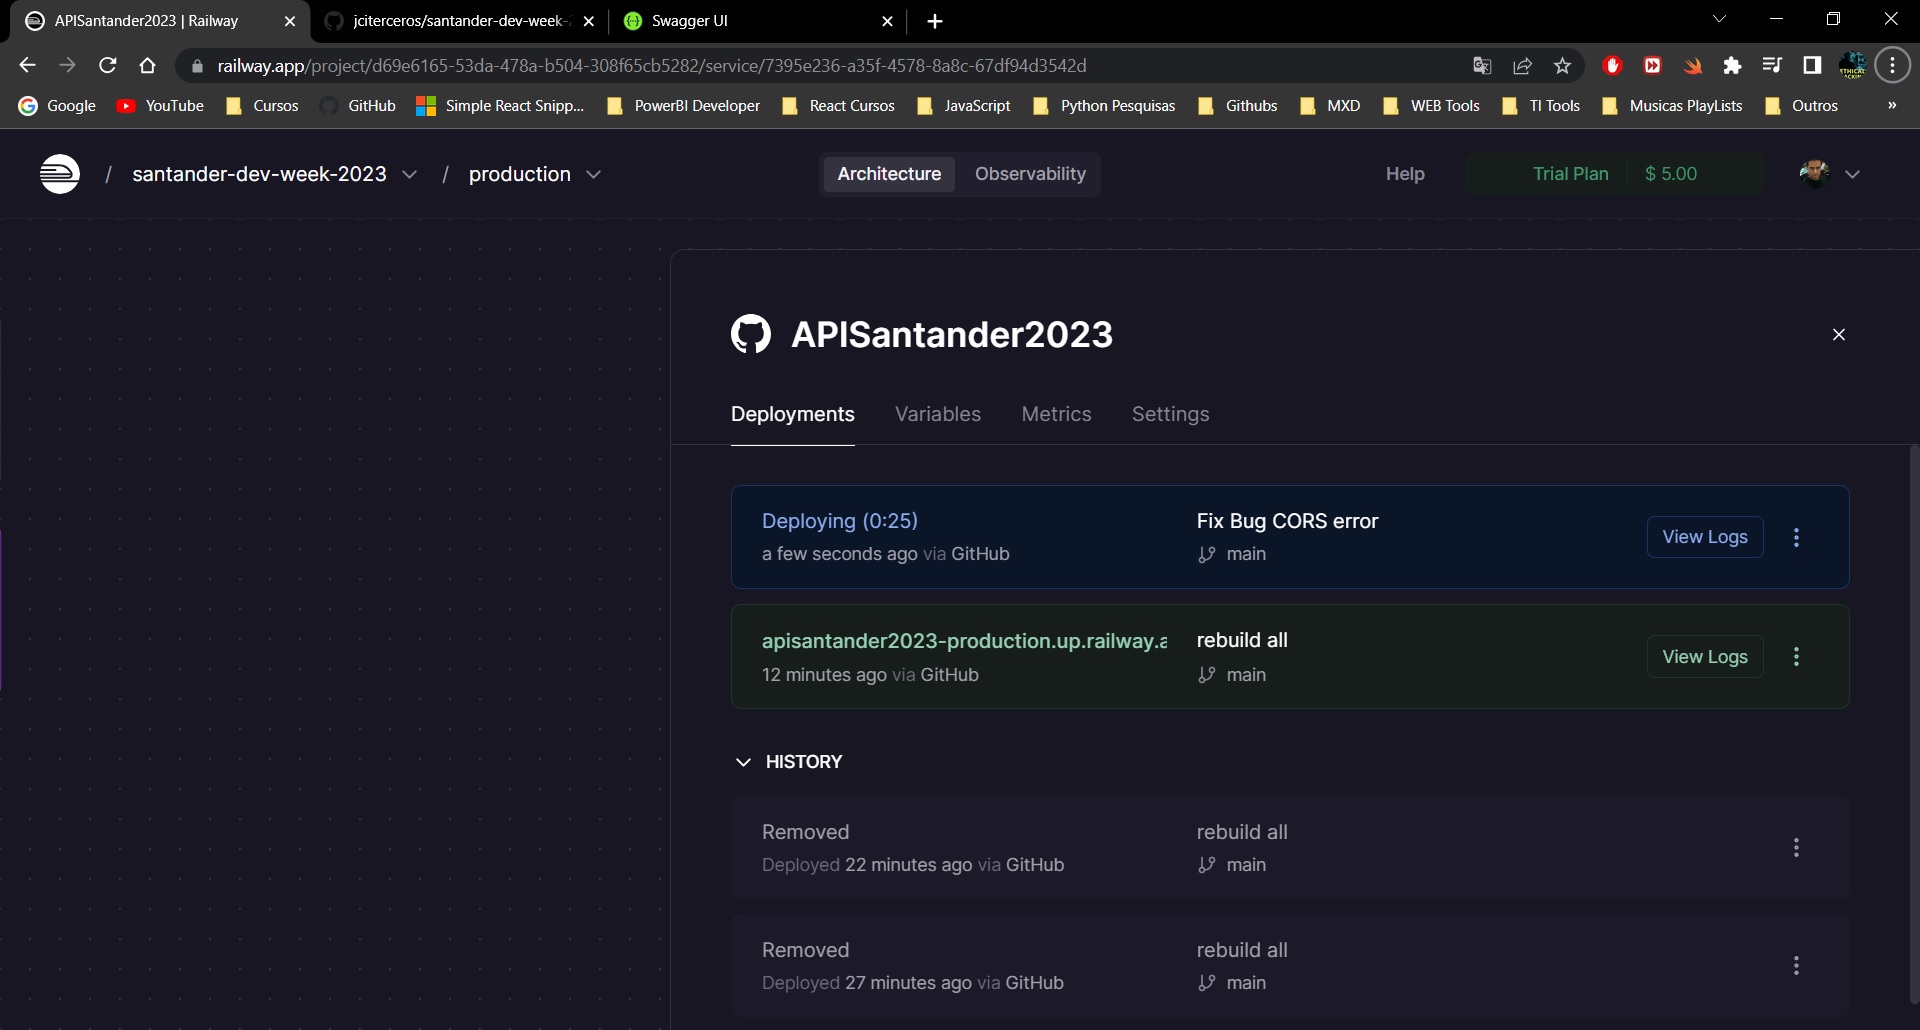 APISantander2023 | Railway
jciterceros/santander-dev-week-2
Swagger UI
railway.app/project/d69e6165-53da-478a-b504-308f65cb5282/service/7395e236-a35f-4578-8a8c-67df94d3542d
Google YouTube Cursos GitHub Simple React Snipp... PowerBI Developer React Cursos JavaScript Python Pesquisas Githubs MXD WEB Tools TI Tools Musicas PlayLists Outros »
/ santander-dev-week-2023 / production Architecture Observability Help Trial Plan $ 5.00
APISantander2023
Deployments Variables Metrics Settings
Deploying (0:25) Fix Bug CORS error View Logs
a few seconds ago via GitHub main
apisantander2023-production.up.railway.a rebuild all View Logs
12 minutes ago via GitHub main
HISTORY
Removed rebuild all
Deployed 22 minutes ago via GitHub main
Removed rebuild all
Deployed 27 minutes ago via GitHub main